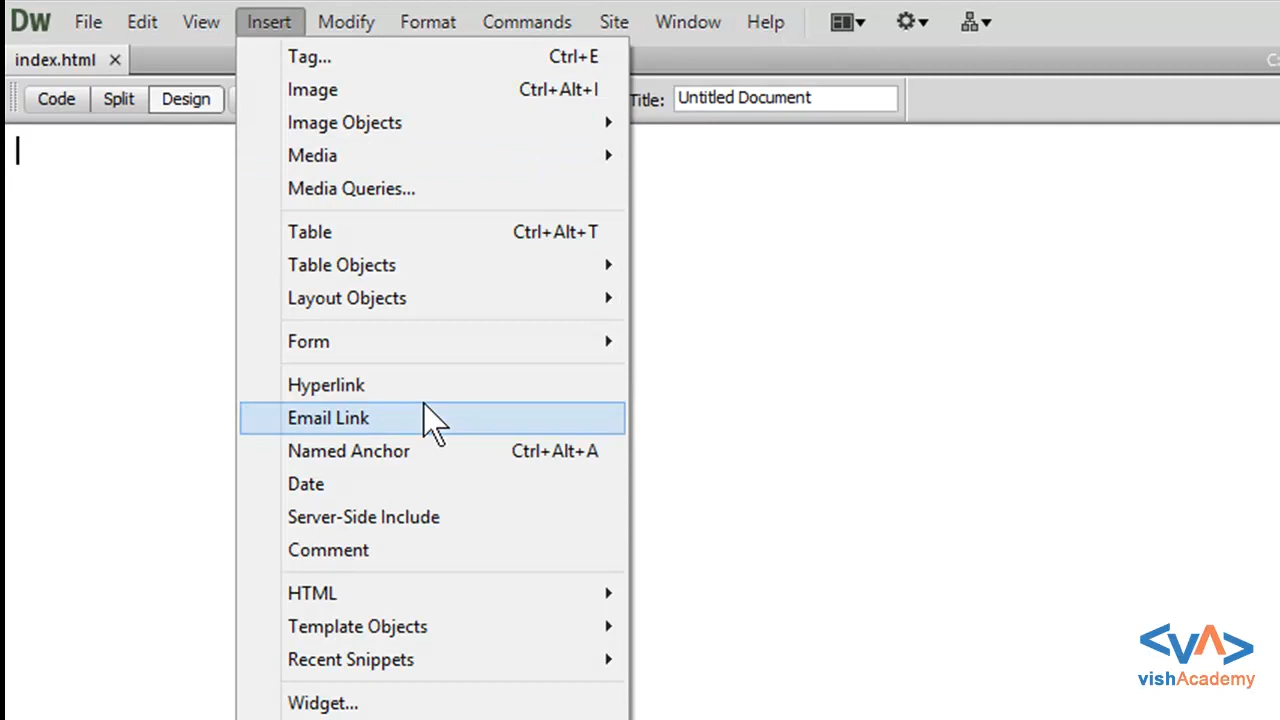 Dw File Edit View Insert Modify Format Commands Site Window Help
index.html
Code Split Design Title: Untitled Document
Tag... Ctrl+E
Image Ctrl+Alt+I
Image Objects
Media
Media Queries...
Table Ctrl+Alt+T
Table Objects
Layout Objects
Form
Hyperlink
Email Link
Named Anchor Ctrl+Alt+A
Date
Server-Side Include
Comment
HTML
Template Objects
Recent Snippets
Widget...
<VA>
vishAcademy